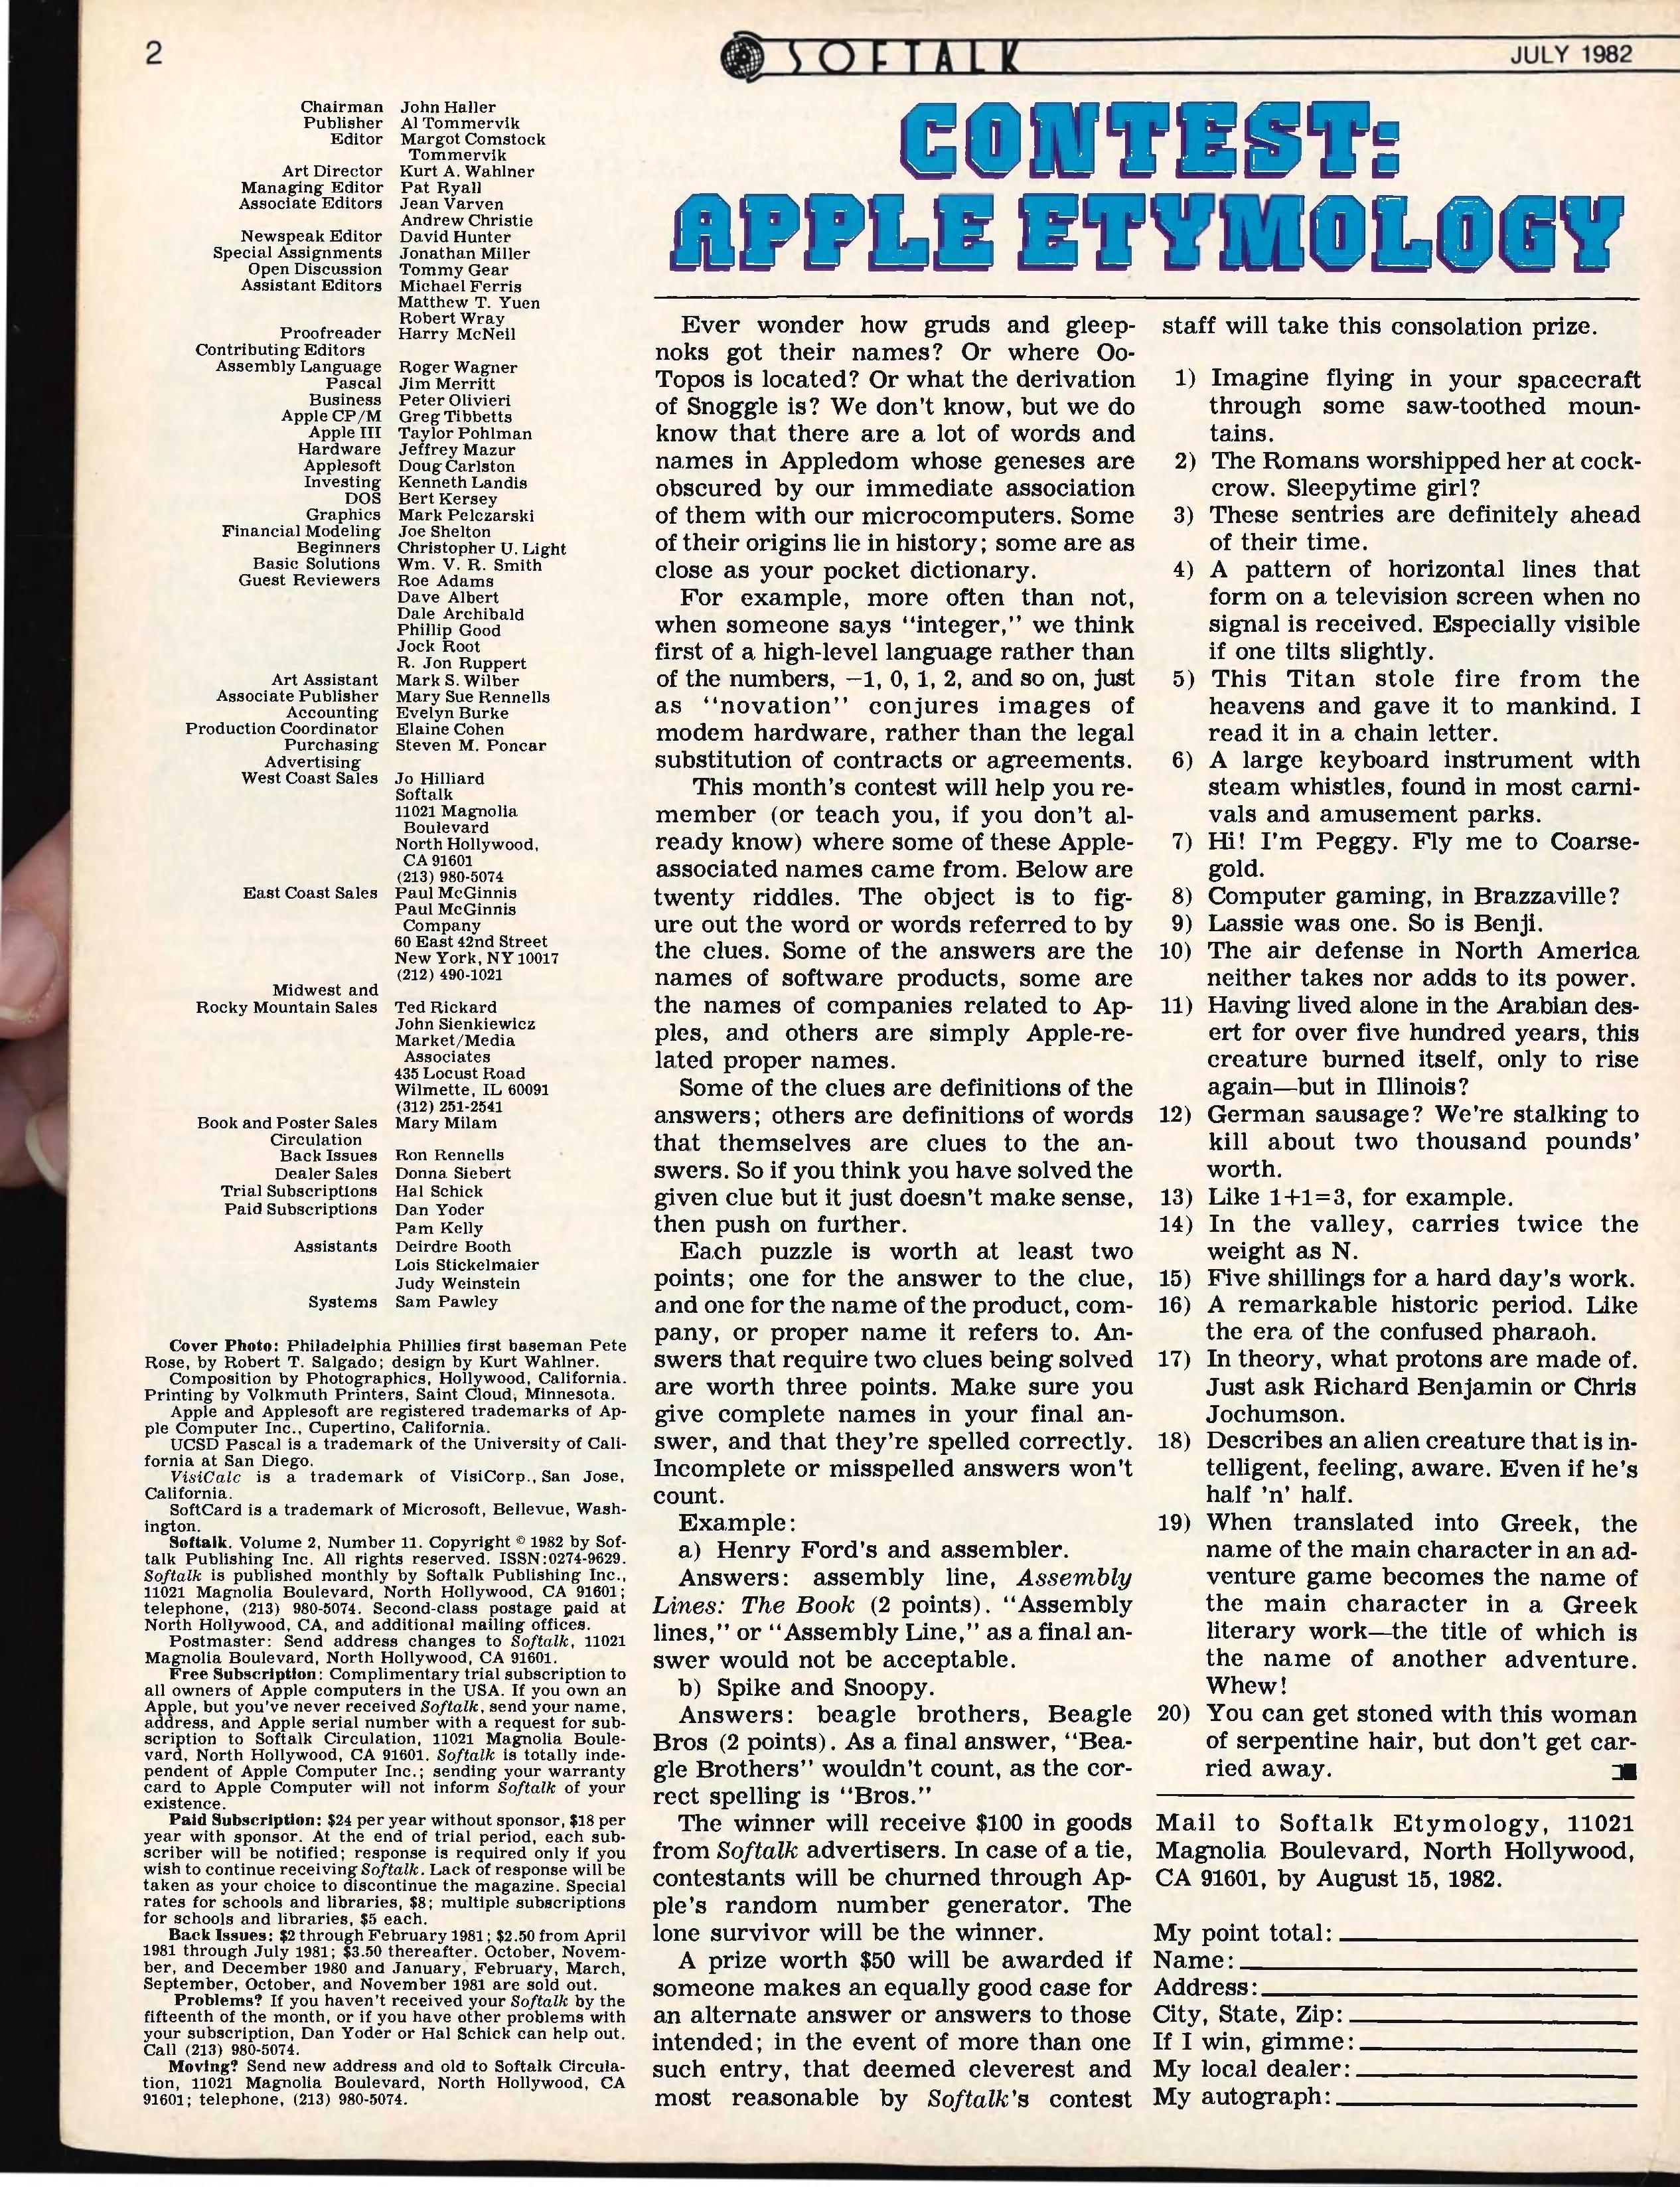 2
SOFTALK
JULY 1982
Chairman John Haller
Publisher Al Tommervik
Editor Margot Comstock
Tommervik
Art Director Kurt A. Wahlner
Managing Editor Pat Ryall
Associate Editors Jean Varven
Andrew Christie
Newspeak Editor David Hunter
Special Assignments Jonathan Miller
Open Discussion Tommy Gear
Assistant Editors Michael Ferris
Matthew T. Yuen
Robert Wray
Proofreader Harry McNeil
Contributing Editors
Assembly Language Roger Wagner
Pascal Jim Merritt
Business Peter Olivieri
Apple CP/M Greg Tibbetts
Apple III Taylor Pohlman
Hardware Jeffrey Mazur
Applesoft Doug Carlston
Investing Kenneth Landis
DOS Bert Kersey
Graphics Mark Pelczarski
Financial Modeling Joe Shelton
Beginners Christopher U. Light
Basic Solutions Wm. V. R. Smith
Guest Reviewers Roe Adams
Dave Albert
Dale Archibald
Phillip Good
Jock Root
R. Jon Ruppert
Art Assistant Mark S. Wilber
Associate Publisher Mary Sue Rennells
Accounting Evelyn Burke
Production Coordinator Elaine Cohen
Purchasing Steven M. Poncar
Advertising
West Coast Sales Jo Hilliard
Softalk
11021 Magnolia
Boulevard
North Hollywood,
CA 91601
(213) 980-5074
East Coast Sales Paul McGinnis
Paul McGinnis
Company
60 East 42nd Street
New York, NY 10017
(212) 490-1021
Midwest and
Rocky Mountain Sales Ted Rickard
John Sienkiewicz
Market/Media
Associates
435 Locust Road
Wilmette, IL 60091
(312) 251-2541
Book and Poster Sales Mary Milam
Circulation
Back Issues Ron Rennells
Dealer Sales Donna Siebert
Trial Subscriptions Hal Schick
Paid Subscriptions Dan Yoder
Pam Kelly
Assistants Deirdre Booth
Lois Stickelmaier
Judy Weinstein
Systems Sam Pawley
Cover Photo: Philadelphia Phillies first baseman Pete
Rose, by Robert T. Salgado; design by Kurt Wahlner.
Composition by Photographics, Hollywood, California.
Printing by Volkmuth Printers, Saint Cloud, Minnesota.
Apple and Applesoft are registered trademarks of Ap-
ple Computer Inc., Cupertino, California.
UCSD Pascal is a trademark of the University of Cali-
fornia at San Diego.
VisiCalc is a trademark of VisiCorp., San Jose,
California.
SoftCard is a trademark of Microsoft, Bellevue, Wash-
ington.
Softalk. Volume 2, Number 11. Copyright © 1982 by Sof-
talk Publishing Inc. All rights reserved. ISSN:0274-9629.
Softalk is published monthly by Softalk Publishing Inc.,
11021 Magnolia Boulevard, North Hollywood, CA 91601;
telephone, (213) 980-5074. Second-class postage paid at
North Hollywood, CA, and additional mailing offices.
Postmaster: Send address changes to Softalk, 11021
Magnolia Boulevard, North Hollywood, CA 91601.
Free Subscription: Complimentary trial subscription to
all owners of Apple computers in the USA. If you own an
Apple, but you've never received Softalk, send your name,
address, and Apple serial number with a request for sub-
scription to Softalk Circulation, 11021 Magnolia Boule-
vard, North Hollywood, CA 91601. Softalk is totally inde-
pendent of Apple Computer Inc.; sending your warranty
card to Apple Computer will not inform Softalk of your
existence.
Paid Subscription: $24 per year without sponsor, $18 per
year with sponsor. At the end of trial period, each sub-
scriber will be notified; response is required only if you
wish to continue receiving Softalk. Lack of response will be
taken as your choice to discontinue the magazine. Special
rates for schools and libraries, $8; multiple subscriptions
for schools and libraries, $5 each.
Back Issues: $2 through February 1981; $2.50 from April
1981 through July 1981; $3.50 thereafter. October, Novem-
ber, and December 1980 and January, February, March,
September, October, and November 1981 are sold out.
Problems? If you haven't received your Softalk by the
fifteenth of the month, or if you have other problems with
your subscription, Dan Yoder or Hal Schick can help out.
Call (213) 980-5074.
Moving? Send new address and old to Softalk Circula-
tion, 11021 Magnolia Boulevard, North Hollywood, CA
91601; telephone, (213) 980-5074.
CONTEST:
APPLE ETYMOLOGY
Ever wonder how gruds and gleep-
noks got their names? Or where Oo-
Topos is located? Or what the derivation
of Snoggle is? We don't know, but we do
know that there are a lot of words and
names in Appledom whose geneses are
obscured by our immediate association
of them with our microcomputers. Some
of their origins lie in history; some are as
close as your pocket dictionary.
For example, more often than not,
when someone says "integer," we think
first of a high-level language rather than
of the numbers, −1, 0, 1, 2, and so on, just
as "novation" conjures images of
modem hardware, rather than the legal
substitution of contracts or agreements.
This month's contest will help you re-
member (or teach you, if you don't al-
ready know) where some of these Apple-
associated names came from. Below are
twenty riddles. The object is to fig-
ure out the word or words referred to by
the clues. Some of the answers are the
names of software products, some are
the names of companies related to Ap-
ples, and others are simply Apple-re-
lated proper names.
Some of the clues are definitions of the
answers; others are definitions of words
that themselves are clues to the an-
swers. So if you think you have solved the
given clue but it just doesn't make sense,
then push on further.
Each puzzle is worth at least two
points; one for the answer to the clue,
and one for the name of the product, com-
pany, or proper name it refers to. An-
swers that require two clues being solved
are worth three points. Make sure you
give complete names in your final an-
swer, and that they're spelled correctly.
Incomplete or misspelled answers won't
count.
Example:
a) Henry Ford's and assembler.
Answers: assembly line, Assembly
Lines: The Book (2 points). "Assembly
lines," or "Assembly Line," as a final an-
swer would not be acceptable.
b) Spike and Snoopy.
Answers: beagle brothers, Beagle
Bros (2 points). As a final answer, "Bea-
gle Brothers" wouldn't count, as the cor-
rect spelling is "Bros."
The winner will receive $100 in goods
from Softalk advertisers. In case of a tie,
contestants will be churned through Ap-
ple's random number generator. The
lone survivor will be the winner.
A prize worth $50 will be awarded if
someone makes an equally good case for
an alternate answer or answers to those
intended; in the event of more than one
such entry, that deemed cleverest and
most reasonable by Softalk's contest
staff will take this consolation prize.
1) Imagine flying in your spacecraft
through some saw-toothed moun-
tains.
2) The Romans worshipped her at cock-
crow. Sleepytime girl?
3) These sentries are definitely ahead
of their time.
4) A pattern of horizontal lines that
form on a television screen when no
signal is received. Especially visible
if one tilts slightly.
5) This Titan stole fire from the
heavens and gave it to mankind. I
read it in a chain letter.
6) A large keyboard instrument with
steam whistles, found in most carni-
vals and amusement parks.
7) Hi! I'm Peggy. Fly me to Coarse-
gold.
8) Computer gaming, in Brazzaville?
9) Lassie was one. So is Benji.
10) The air defense in North America
neither takes nor adds to its power.
11) Having lived alone in the Arabian des-
ert for over five hundred years, this
creature burned itself, only to rise
again—but in Illinois?
12) German sausage? We're stalking to
kill about two thousand pounds'
worth.
13) Like 1+1=3, for example.
14) In the valley, carries twice the
weight as N.
15) Five shillings for a hard day's work.
16) A remarkable historic period. Like
the era of the confused pharaoh.
17) In theory, what protons are made of.
Just ask Richard Benjamin or Chris
Jochumson.
18) Describes an alien creature that is in-
telligent, feeling, aware. Even if he's
half 'n' half.
19) When translated into Greek, the
name of the main character in an ad-
venture game becomes the name of
the main character in a Greek
literary work—the title of which is
the name of another adventure.
Whew!
20) You can get stoned with this woman
of serpentine hair, but don't get car-
ried away.
Mail to Softalk Etymology, 11021
Magnolia Boulevard, North Hollywood,
CA 91601, by August 15, 1982.
My point total:
Name:
Address:
City, State, Zip:
If I win, gimme:
My local dealer:
My autograph: